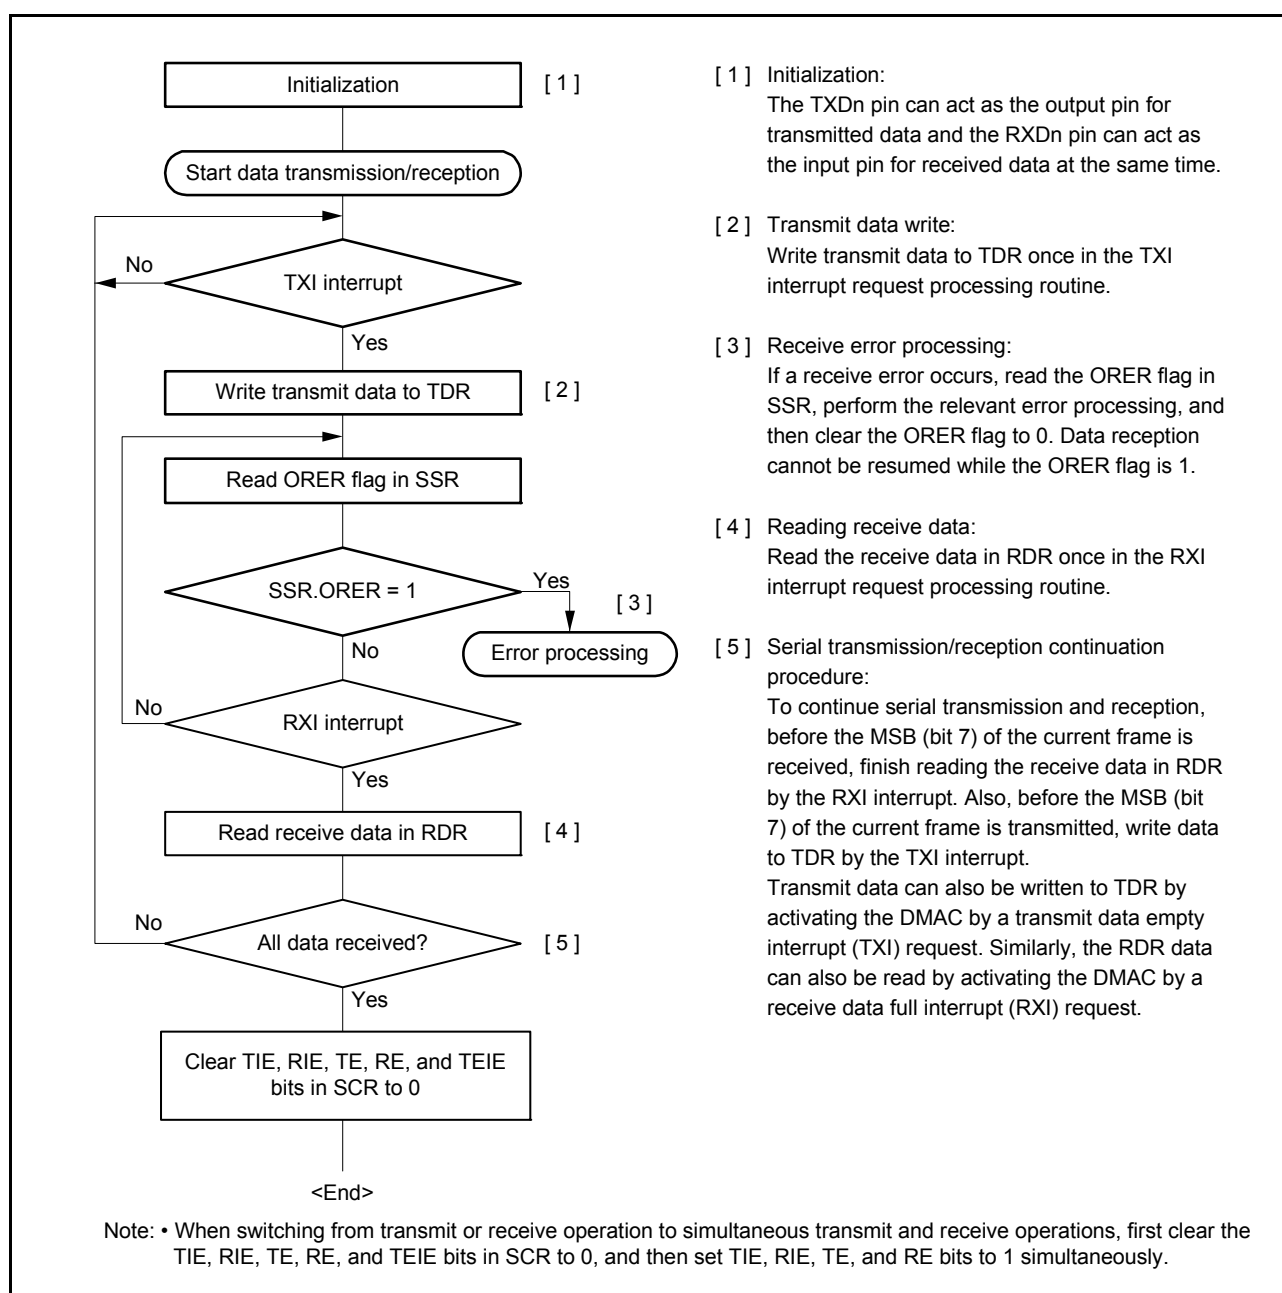 Initialization
[ 1 ]
Start data transmission/reception
No
TXI interrupt
Yes
Write transmit data to TDR
[ 2 ]
Read ORER flag in SSR
SSR.ORER = 1
Yes
[ 3 ]
No
Error processing
No
RXI interrupt
Yes
Read receive data in RDR
[ 4 ]
No
All data received?
[ 5 ]
Yes
Clear TIE, RIE, TE, RE, and TEIE
bits in SCR to 0
<End>
[ 1 ] Initialization:
The TXDn pin can act as the output pin for
transmitted data and the RXDn pin can act as
the input pin for received data at the same time.
[ 2 ] Transmit data write:
Write transmit data to TDR once in the TXI
interrupt request processing routine.
[ 3 ] Receive error processing:
If a receive error occurs, read the ORER flag in
SSR, perform the relevant error processing, and
then clear the ORER flag to 0. Data reception
cannot be resumed while the ORER flag is 1.
[ 4 ] Reading receive data:
Read the receive data in RDR once in the RXI
interrupt request processing routine.
[ 5 ] Serial transmission/reception continuation
procedure:
To continue serial transmission and reception,
before the MSB (bit 7) of the current frame is
received, finish reading the receive data in RDR
by the RXI interrupt. Also, before the MSB (bit
7) of the current frame is transmitted, write data
to TDR by the TXI interrupt.
Transmit data can also be written to TDR by
activating the DMAC by a transmit data empty
interrupt (TXI) request. Similarly, the RDR data
can also be read by activating the DMAC by a
receive data full interrupt (RXI) request.
Note: • When switching from transmit or receive operation to simultaneous transmit and receive operations, first clear the
TIE, RIE, TE, RE, and TEIE bits in SCR to 0, and then set TIE, RIE, TE, and RE bits to 1 simultaneously.